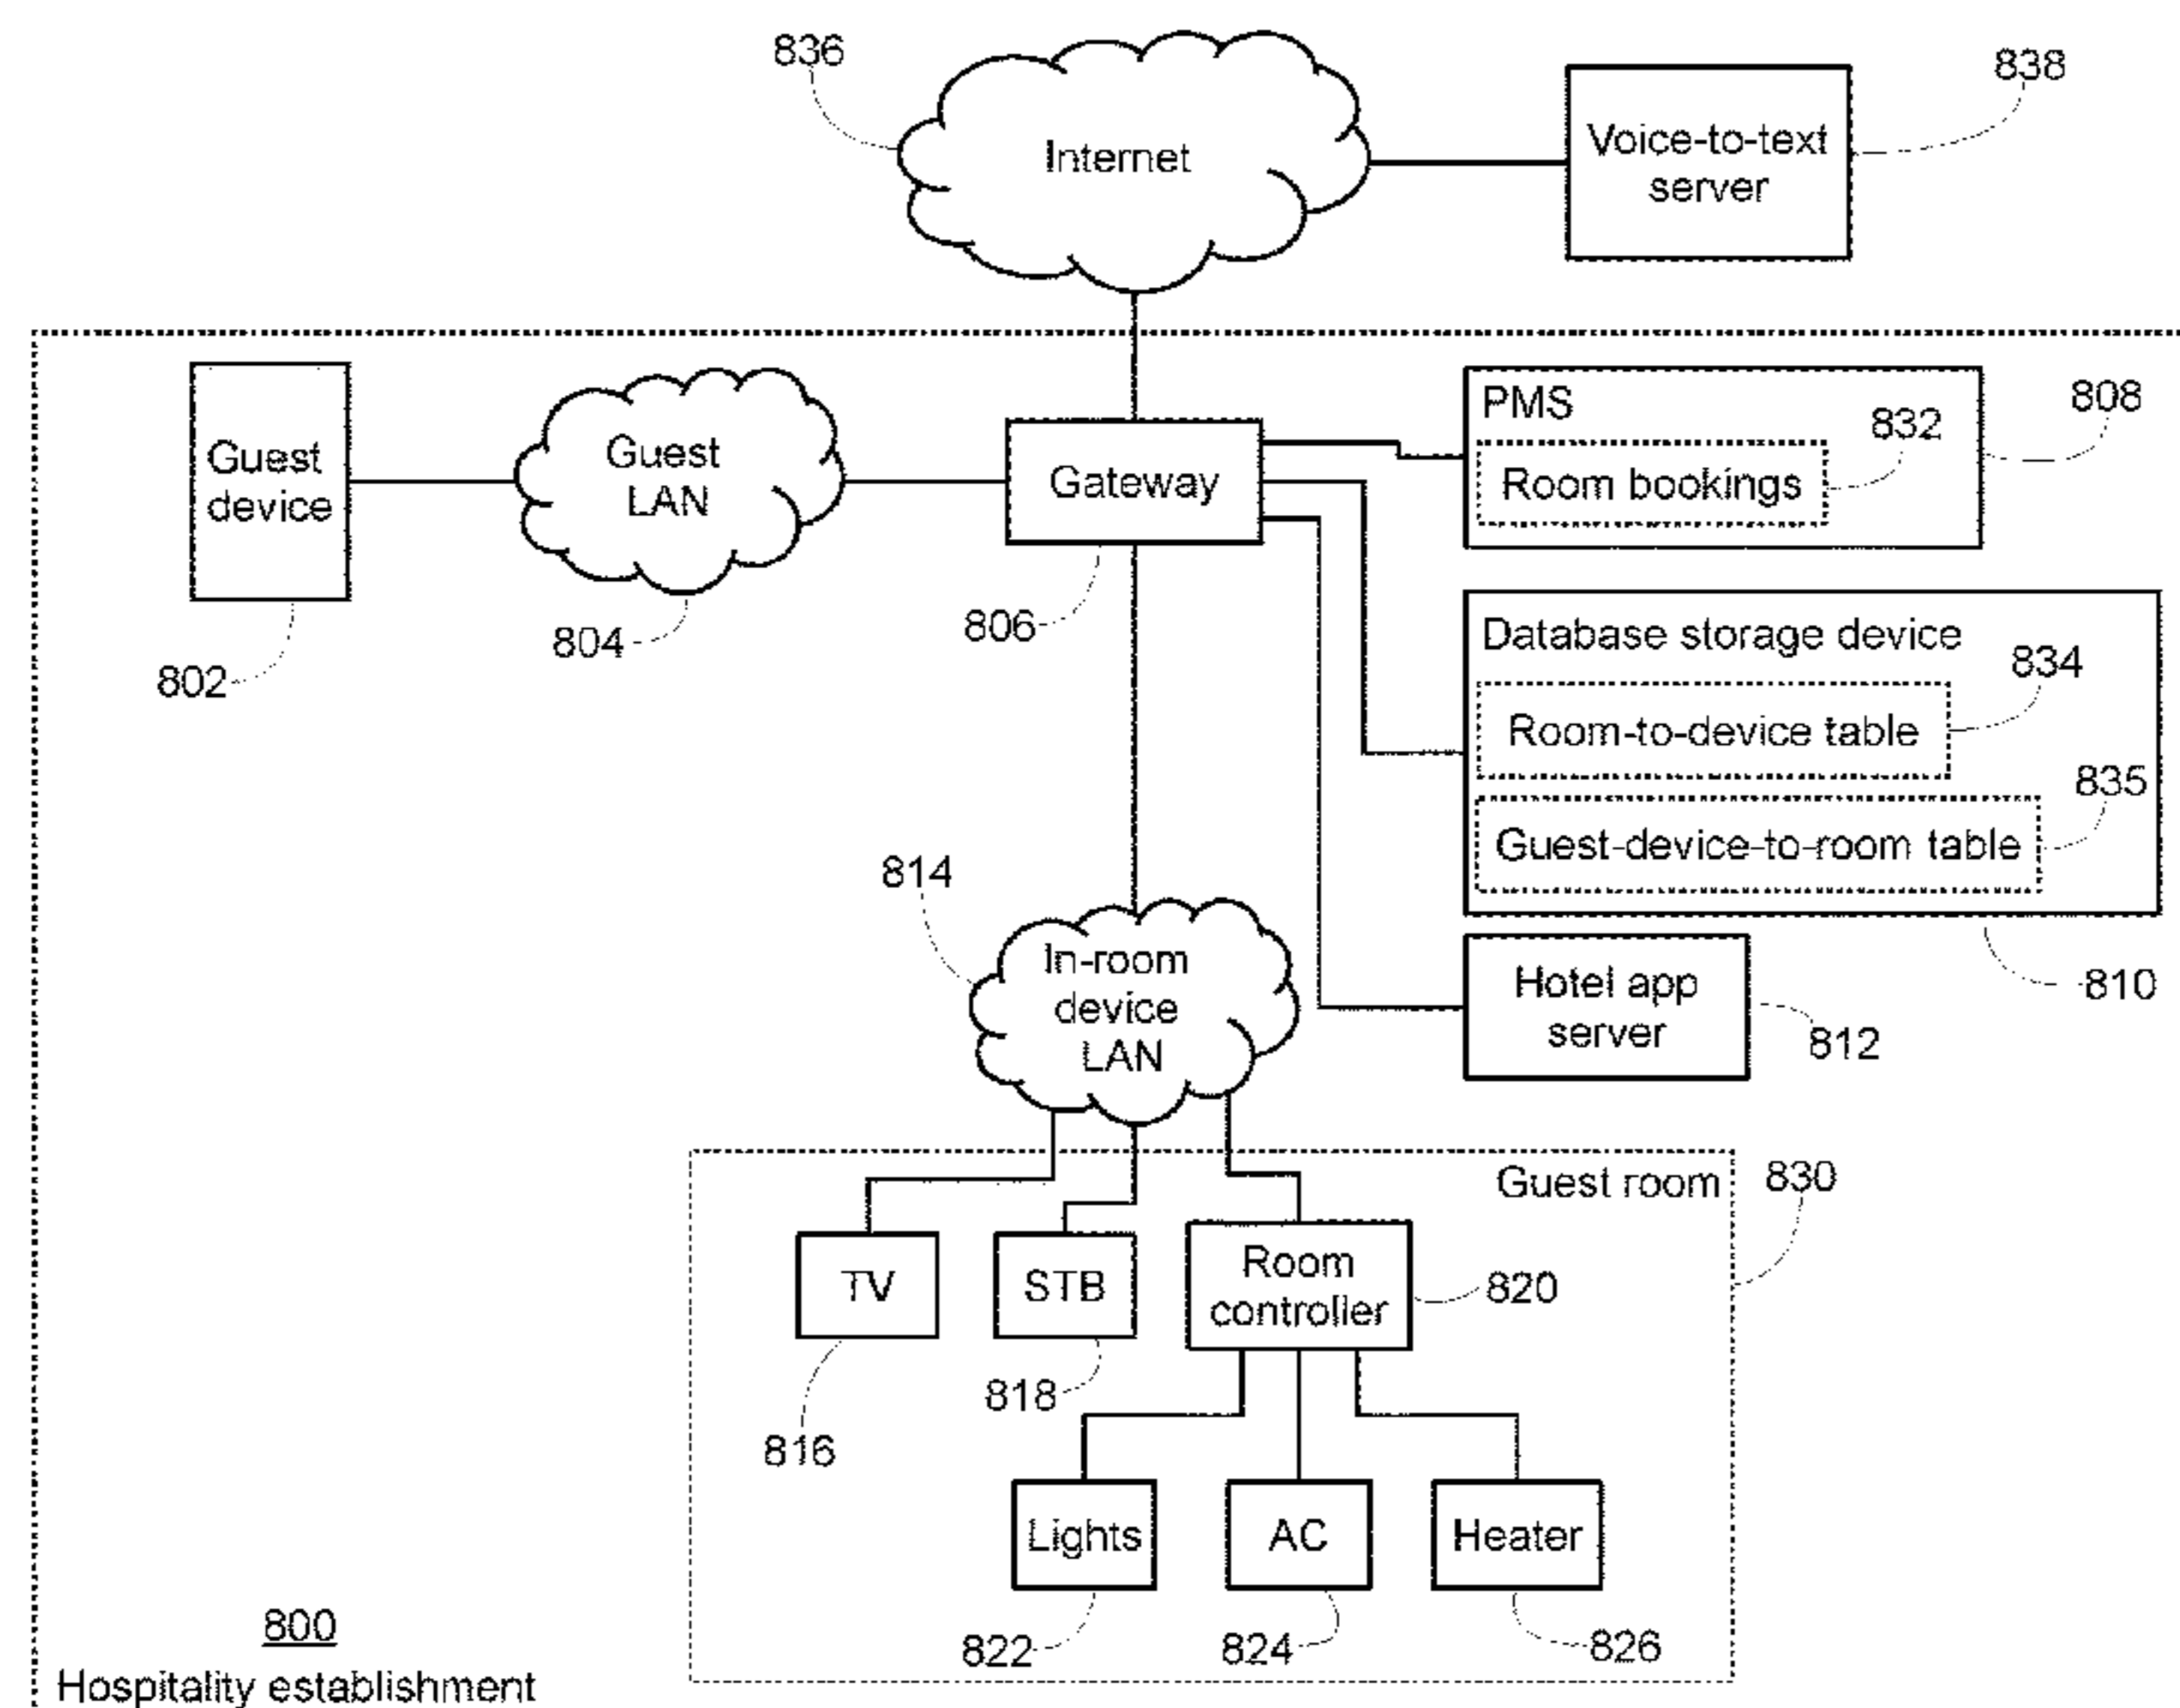 836
838
Internet
Voice-to-text
server
Guest
device
Guest
LAN
Gateway
PMS
832
808
Room bookings
802
804
806
Database storage device
834
Room-to-device table
835
Guest-device-to-room table
814
In-room
device
LAN
Hotel app
server
810
812
Guest room
830
TV
STB
Room
controller
820
818
816
Lights
AC
Heater
822
824
826
800
Hospitality establishment